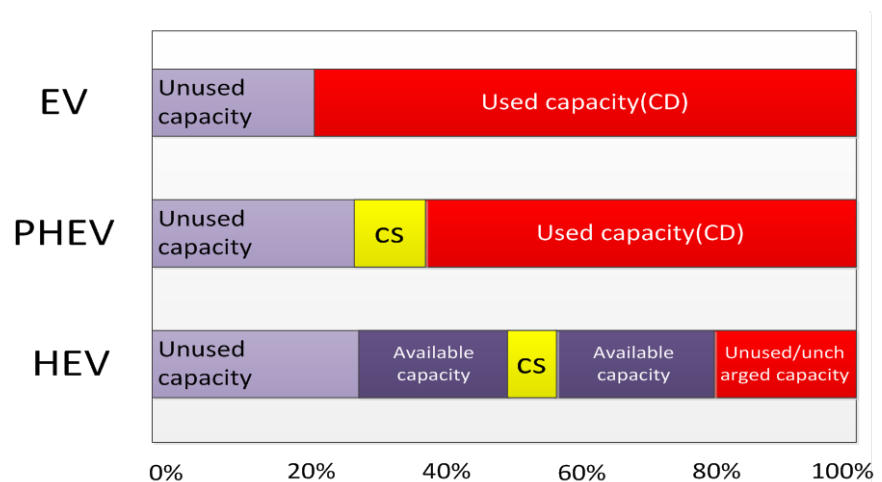 EV
Unused
capacity
Used capacity(CD)
PHEV
Unused
capacity
CS
Used capacity(CD)
HEV
Unused
capacity
Available
capacity
CS
Available
capacity
Unused/unch
arged capacity
0% 20% 40% 60% 80% 100%